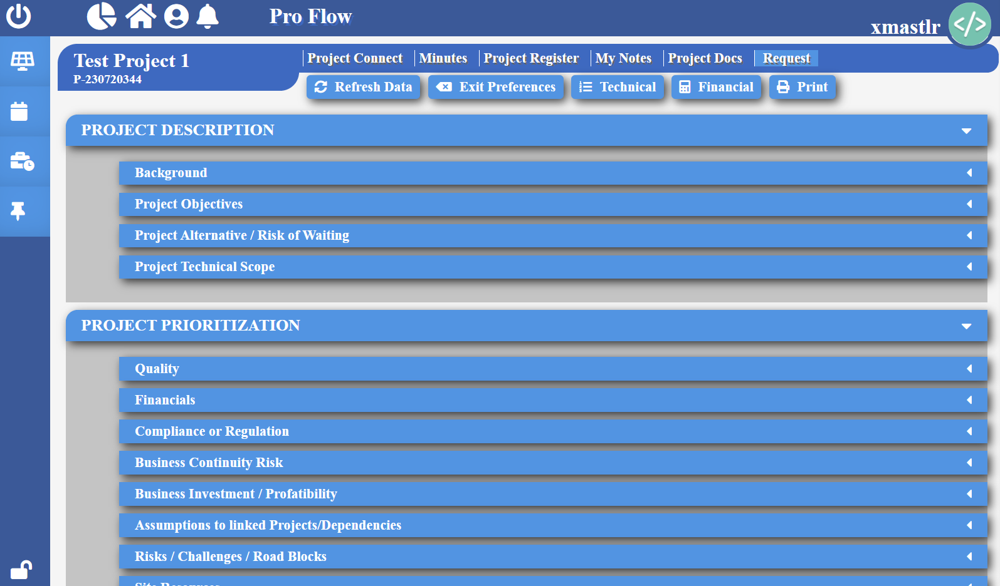 Pro Flow
xmastlr
Test Project 1
P-230720344
Project Connect Minutes Project Register My Notes Project Docs Request
Refresh Data Exit Preferences Technical Financial Print
PROJECT DESCRIPTION
Background
Project Objectives
Project Alternative / Risk of Waiting
Project Technical Scope
PROJECT PRIORITIZATION
Quality
Financials
Compliance or Regulation
Business Continuity Risk
Business Investment / Profatibility
Assumptions to linked Projects/Dependencies
Risks / Challenges / Road Blocks
Site Resources